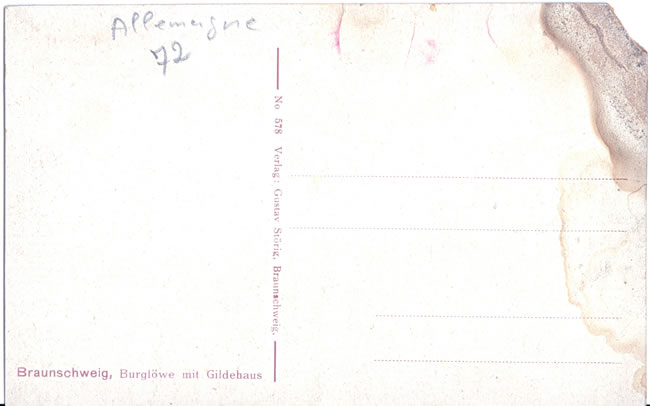 Allemagne
72
No 578 Verlag: Gustav Störig, Braunschweig.
Braunschweig, Burglöwe mit Gildehaus